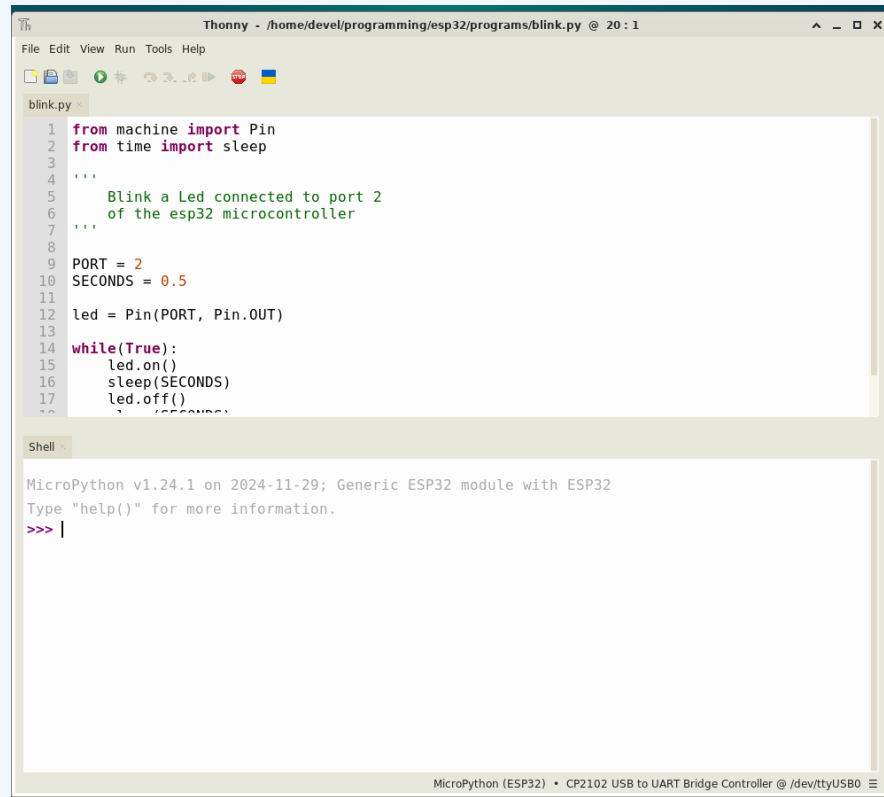 Th Thonny - /home/devel/programming/esp32/programs/blink.py @ 20 : 1
File Edit View Run Tools Help
STOP
blink.py
1 from machine import Pin
2 from time import sleep
3
4 '''
5     Blink a Led connected to port 2
6     of the esp32 microcontroller
7 '''
8
9 PORT = 2
10 SECONDS = 0.5
11
12 led = Pin(PORT, Pin.OUT)
13
14 while(True):
15     led.on()
16     sleep(SECONDS)
17     led.off()
Shell
MicroPython v1.24.1 on 2024-11-29; Generic ESP32 module with ESP32
Type "help()" for more information.
>>>
MicroPython (ESP32) • CP2102 USB to UART Bridge Controller @ /dev/ttyUSB0 ☰